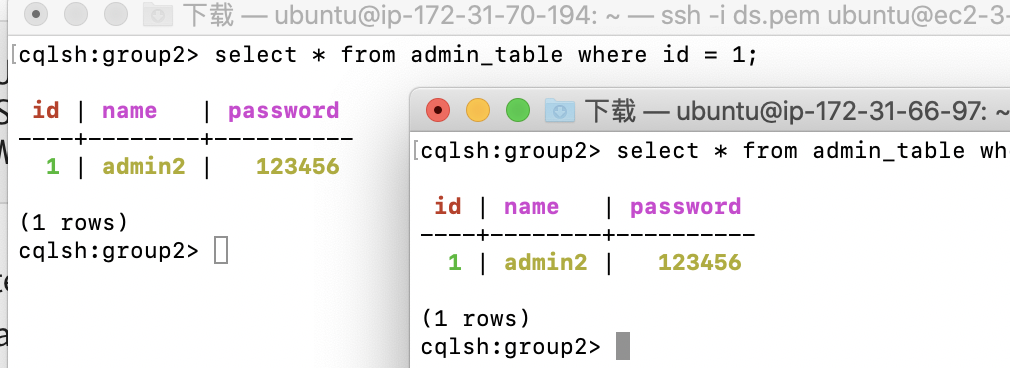 下载 — ubuntu@ip-172-31-70-194: ~ — ssh -i ds.pem ubuntu@ec2-3-
cqlsh:group2> select * from admin_table where id = 1;
id | name | password
----+--------+----------
1 | admin2 | 123456
(1 rows)
cqlsh:group2>
下载 — ubuntu@ip-172-31-66-97: ~
cqlsh:group2> select * from admin_table wh
id | name | password
----+--------+----------
1 | admin2 | 123456
(1 rows)
cqlsh:group2>